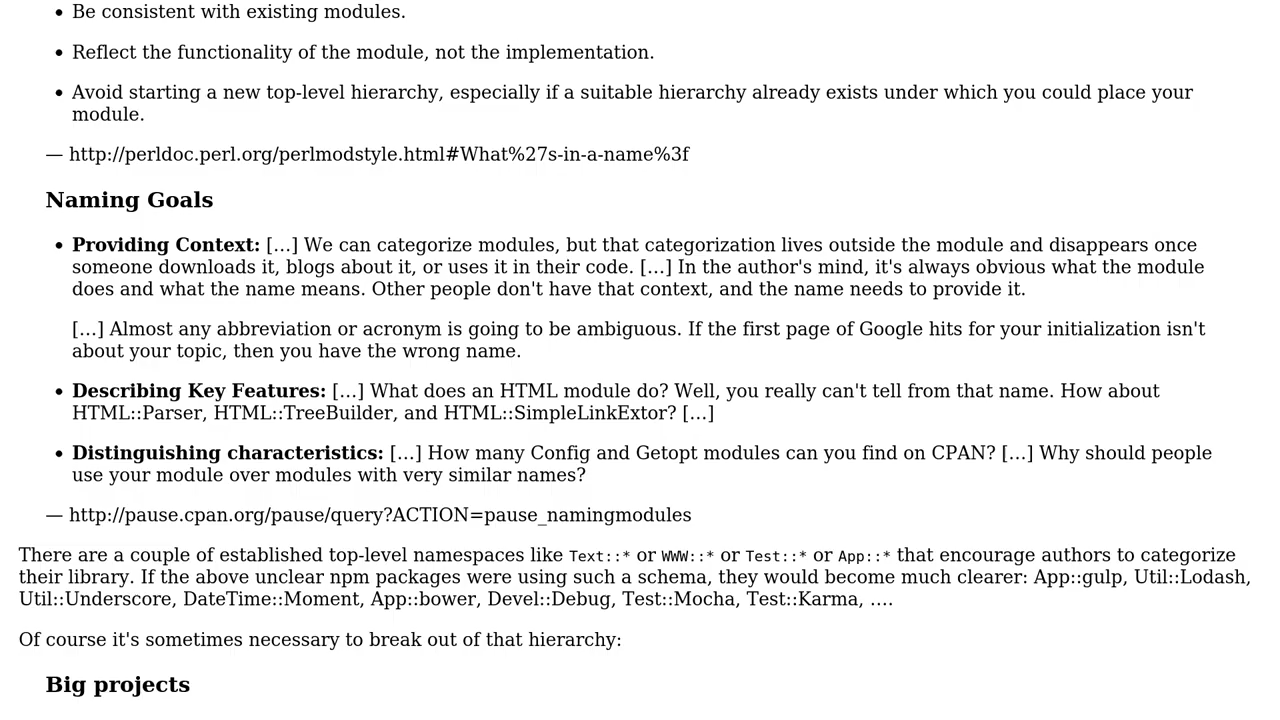 • Be consistent with existing modules.
• Reflect the functionality of the module, not the implementation.
• Avoid starting a new top-level hierarchy, especially if a suitable hierarchy already exists under which you could place your
module.
— http://perldoc.perl.org/perlmodstyle.html#What%27s-in-a-name%3f
Naming Goals
• Providing Context: […] We can categorize modules, but that categorization lives outside the module and disappears once
someone downloads it, blogs about it, or uses it in their code. […] In the author's mind, it's always obvious what the module
does and what the name means. Other people don't have that context, and the name needs to provide it.
[…] Almost any abbreviation or acronym is going to be ambiguous. If the first page of Google hits for your initialization isn't
about your topic, then you have the wrong name.
• Describing Key Features: […] What does an HTML module do? Well, you really can't tell from that name. How about
HTML::Parser, HTML::TreeBuilder, and HTML::SimpleLinkExtor? […]
• Distinguishing characteristics: […] How many Config and Getopt modules can you find on CPAN? […] Why should people
use your module over modules with very similar names?
— http://pause.cpan.org/pause/query?ACTION=pause_namingmodules
There are a couple of established top-level namespaces like Text::* or WWW::* or Test::* or App::* that encourage authors to categorize
their library. If the above unclear npm packages were using such a schema, they would become much clearer: App::gulp, Util::Lodash,
Util::Underscore, DateTime::Moment, App::bower, Devel::Debug, Test::Mocha, Test::Karma, ….
Of course it's sometimes necessary to break out of that hierarchy:
Big projects